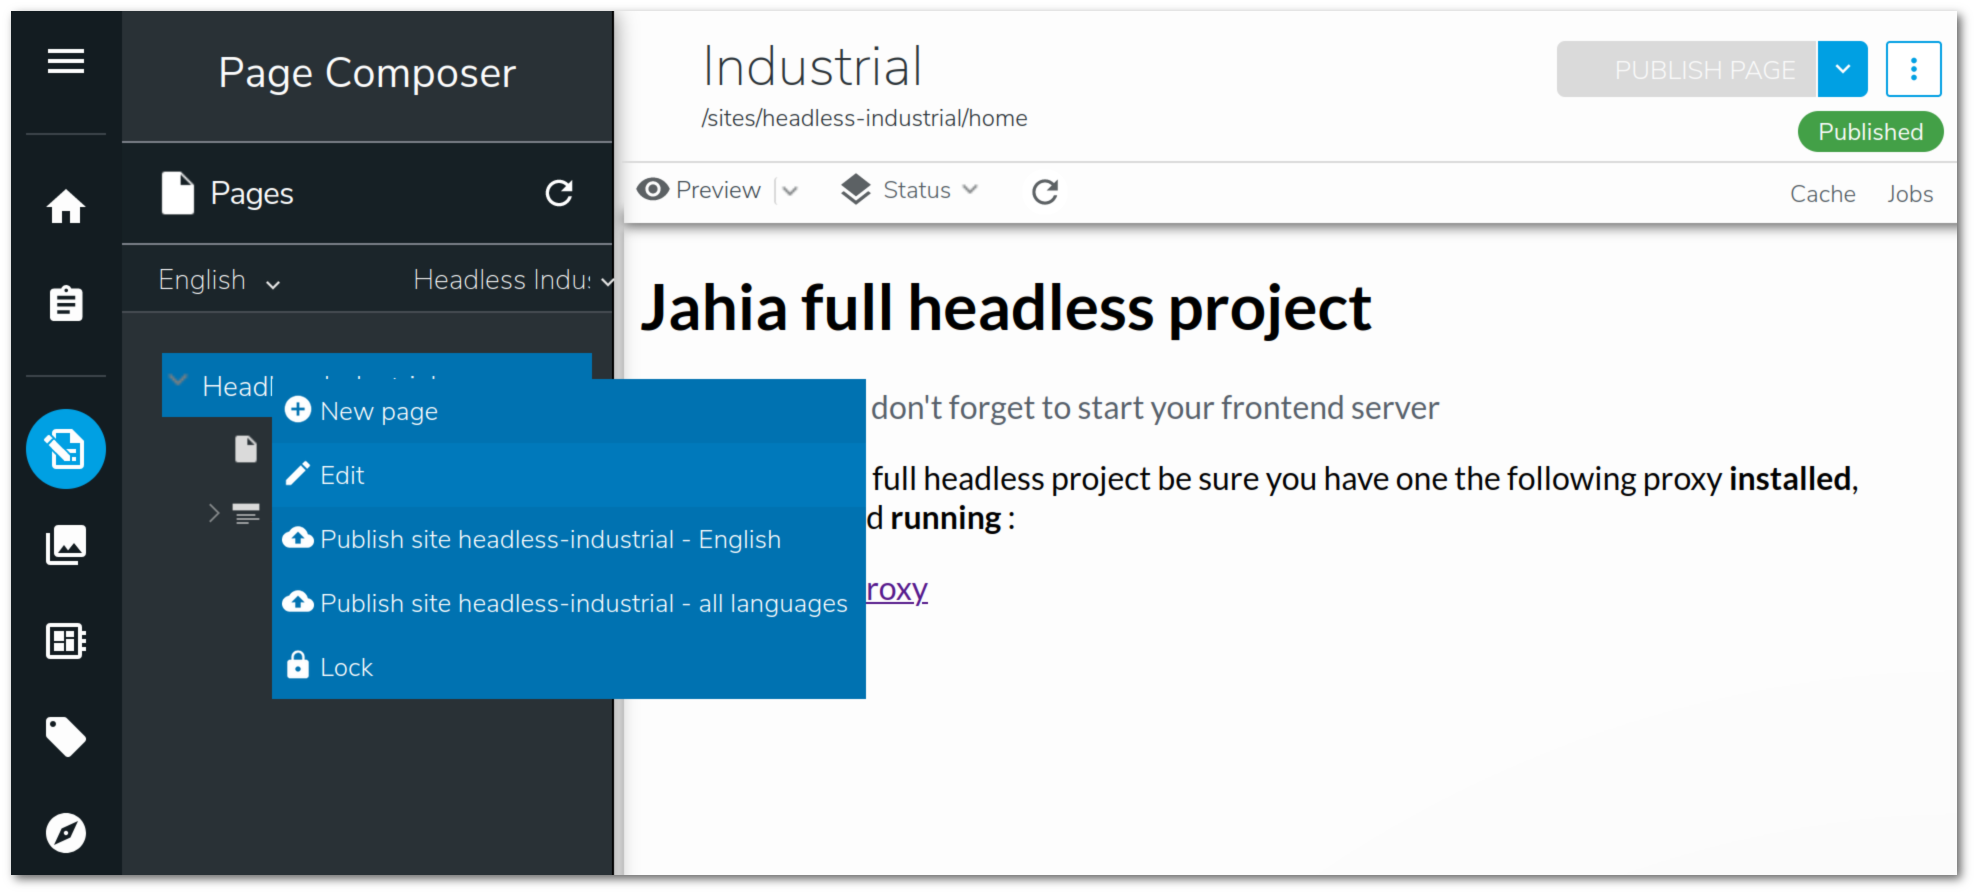 Page Composer
Pages
English
Headless Indu
New page
Edit
Publish site headless-industrial - English
Publish site headless-industrial - all languages
Lock
Industrial
/sites/headless-industrial/home
PUBLISH PAGE
Published
Preview
Status
Cache Jobs
Jahia full headless project
don't forget to start your frontend server
full headless project be sure you have one the following proxy installed,
d running :
roxy